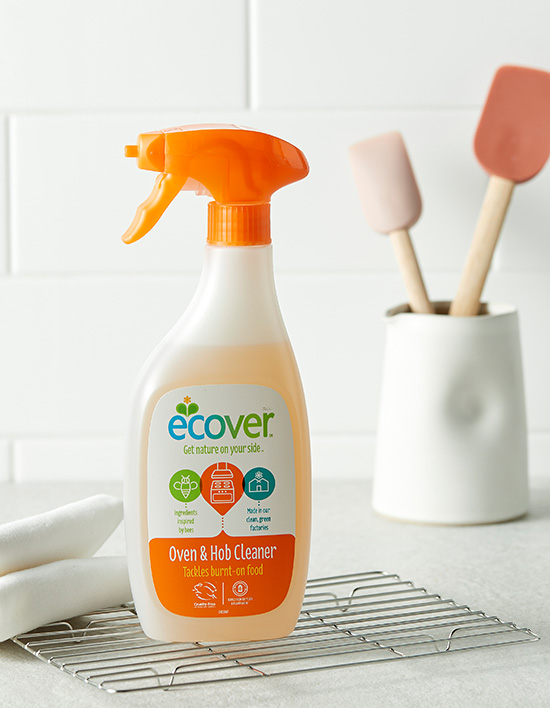 ecover
Get nature on your side.
Ingredients
inspired
by bees
Made in our
clean, green
factories
Oven & Hob Cleaner
Tackles burnt-on food